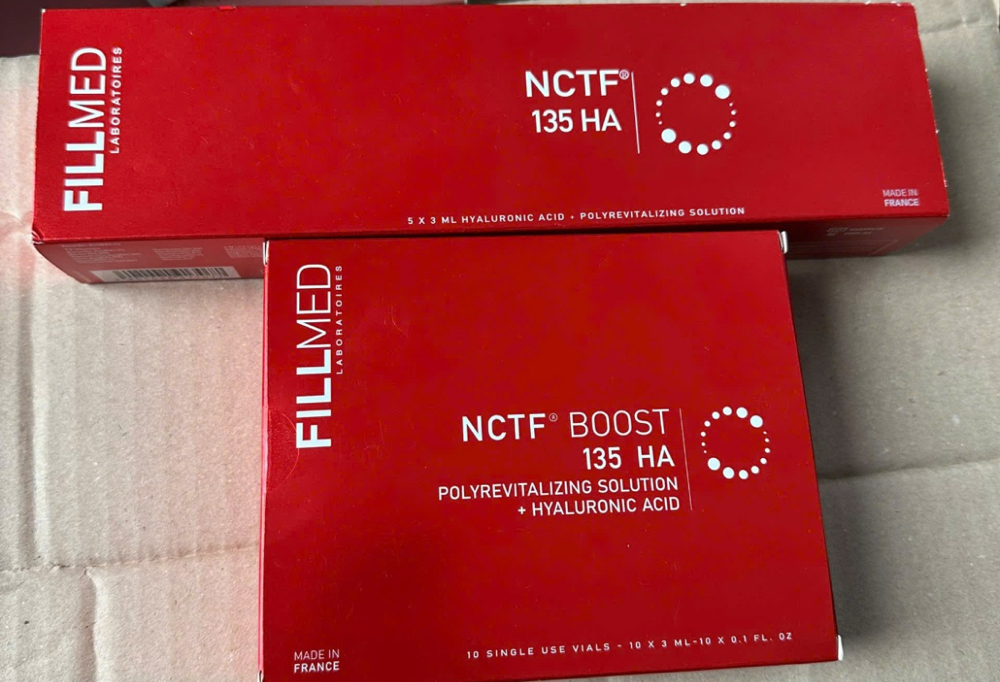 FILLMED
LABORATOIRES
NCTF®
135 HA
5 X 3 ML HYALURONIC ACID + POLYREVITALIZING SOLUTION
MADE IN
FRANCE
FILLMED
LABORATOIRES
NCTF® BOOST
135 HA
POLYREVITALIZING SOLUTION
+ HYALURONIC ACID
MADE IN
FRANCE
10 SINGLE USE VIALS - 10 X 3 ML-10 X 0.1 FL. OZ